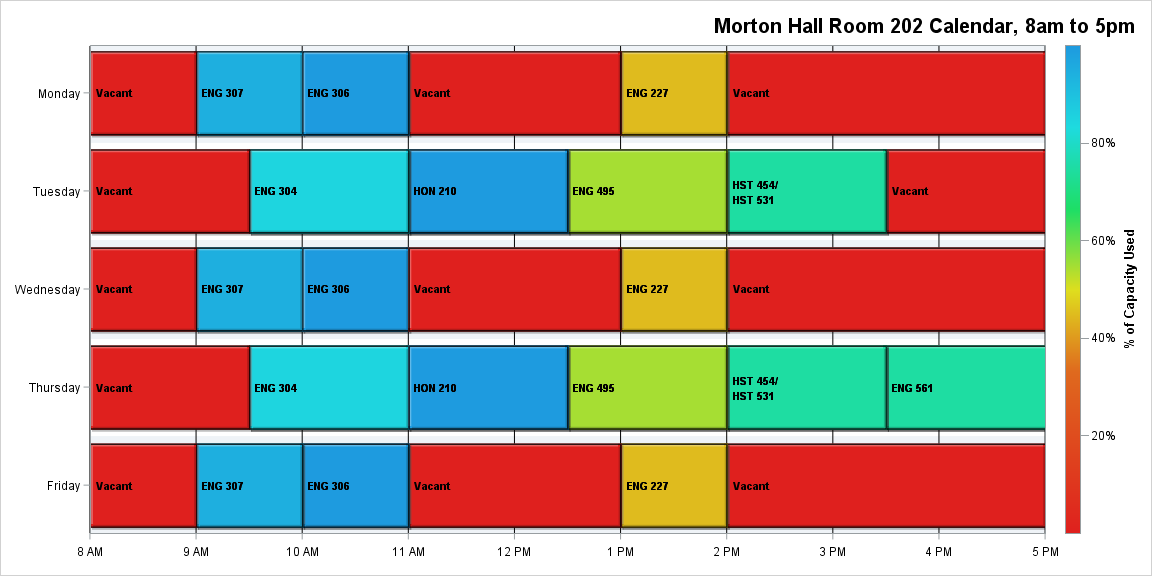 Morton Hall Room 202 Calendar, 8am to 5pm
Monday
Vacant
ENG 307
ENG 306
Vacant
ENG 227
Vacant
80%
Tuesday
Vacant
ENG 304
HON 210
ENG 495
HST 454/
HST 531
Vacant
60%
Wednesday
Vacant
ENG 307
ENG 306
Vacant
ENG 227
Vacant
% of Capacity Used
40%
Thursday
Vacant
ENG 304
HON 210
ENG 495
HST 454/
HST 531
ENG 561
20%
Friday
Vacant
ENG 307
ENG 306
Vacant
ENG 227
Vacant
8 AM
9 AM
10 AM
11 AM
12 PM
1 PM
2 PM
3 PM
4 PM
5 PM